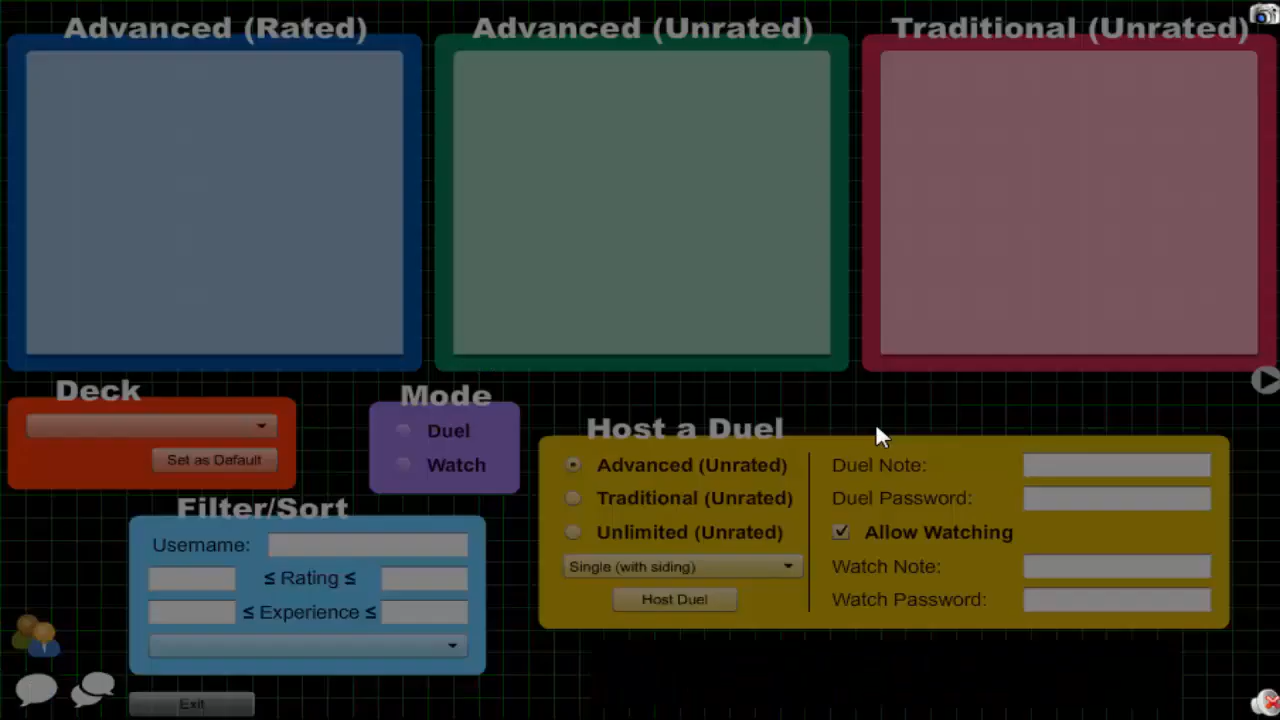 Advanced (Rated)
Advanced (Unrated)
Traditional (Unrated)
Deck
Set as Default
Mode
Duel
Watch
Filter/Sort
Username:
≤ Rating ≤
≤ Experience ≤
Exit
Host a Duel
Advanced (Unrated)
Traditional (Unrated)
Unlimited (Unrated)
Single (with siding)
Host Duel
Duel Note:
Duel Password:
Allow Watching
Watch Note:
Watch Password: